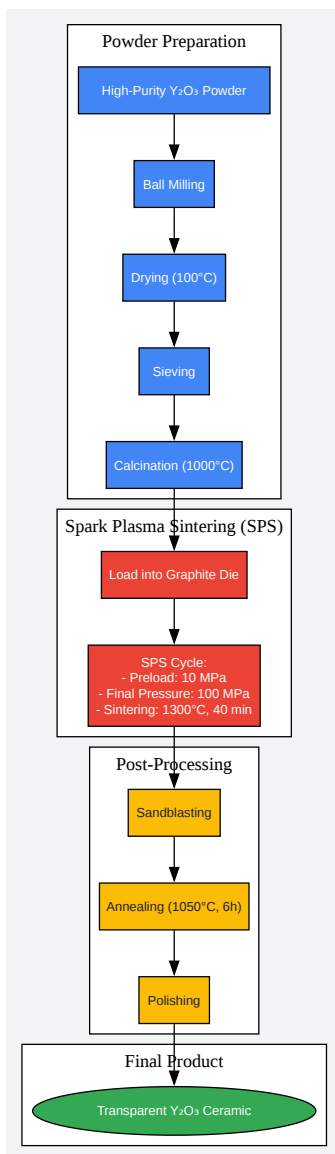 Powder Preparation
High-Purity Y₂O₃ Powder
Ball Milling
Drying (100°C)
Sieving
Calcination (1000°C)
Spark Plasma Sintering (SPS)
Load into Graphite Die
SPS Cycle:
- Preload: 10 MPa
- Final Pressure: 100 MPa
- Sintering: 1300°C, 40 min
Post-Processing
Sandblasting
Annealing (1050°C, 6h)
Polishing
Final Product
Transparent Y₂O₃ Ceramic